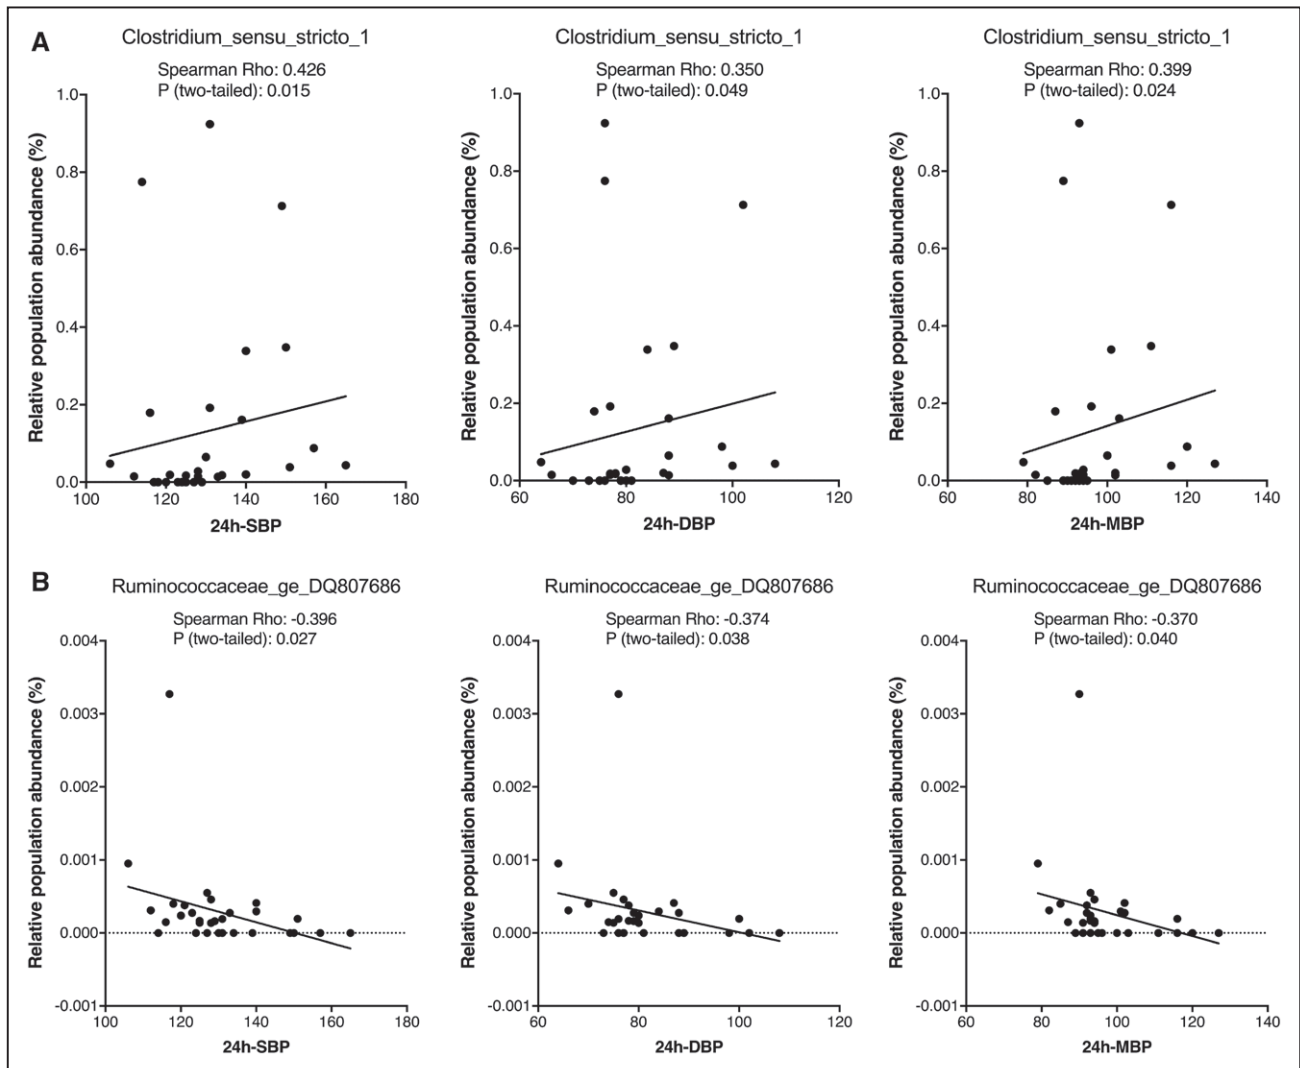 A
Clostridium_sensu_stricto_1
Spearman Rho: 0.426
P (two-tailed): 0.015
1.0
0.8
0.6
0.4
0.2
0.0
Relative population abundance (%)
100
120
140
160
180
24h-SBP
Clostridium_sensu_stricto_1
Spearman Rho: 0.350
P (two-tailed): 0.049
1.0
0.8
0.6
0.4
0.2
0.0
Relative population abundance (%)
60
80
100
120
24h-DBP
Clostridium_sensu_stricto_1
Spearman Rho: 0.399
P (two-tailed): 0.024
1.0
0.8
0.6
0.4
0.2
0.0
Relative population abundance (%)
60
80
100
120
140
24h-MBP
B
Ruminococcaceae_ge_DQ807686
Spearman Rho: -0.396
P (two-tailed): 0.027
0.004
0.003
0.002
0.001
0.000
-0.001
Relative population abundance (%)
100
120
140
160
180
24h-SBP
Ruminococcaceae_ge_DQ807686
Spearman Rho: -0.374
P (two-tailed): 0.038
0.004
0.003
0.002
0.001
0.000
-0.001
Relative population abundance (%)
60
80
100
120
24h-DBP
Ruminococcaceae_ge_DQ807686
Spearman Rho: -0.370
P (two-tailed): 0.040
0.004
0.003
0.002
0.001
0.000
-0.001
Relative population abundance (%)
60
80
100
120
140
24h-MBP